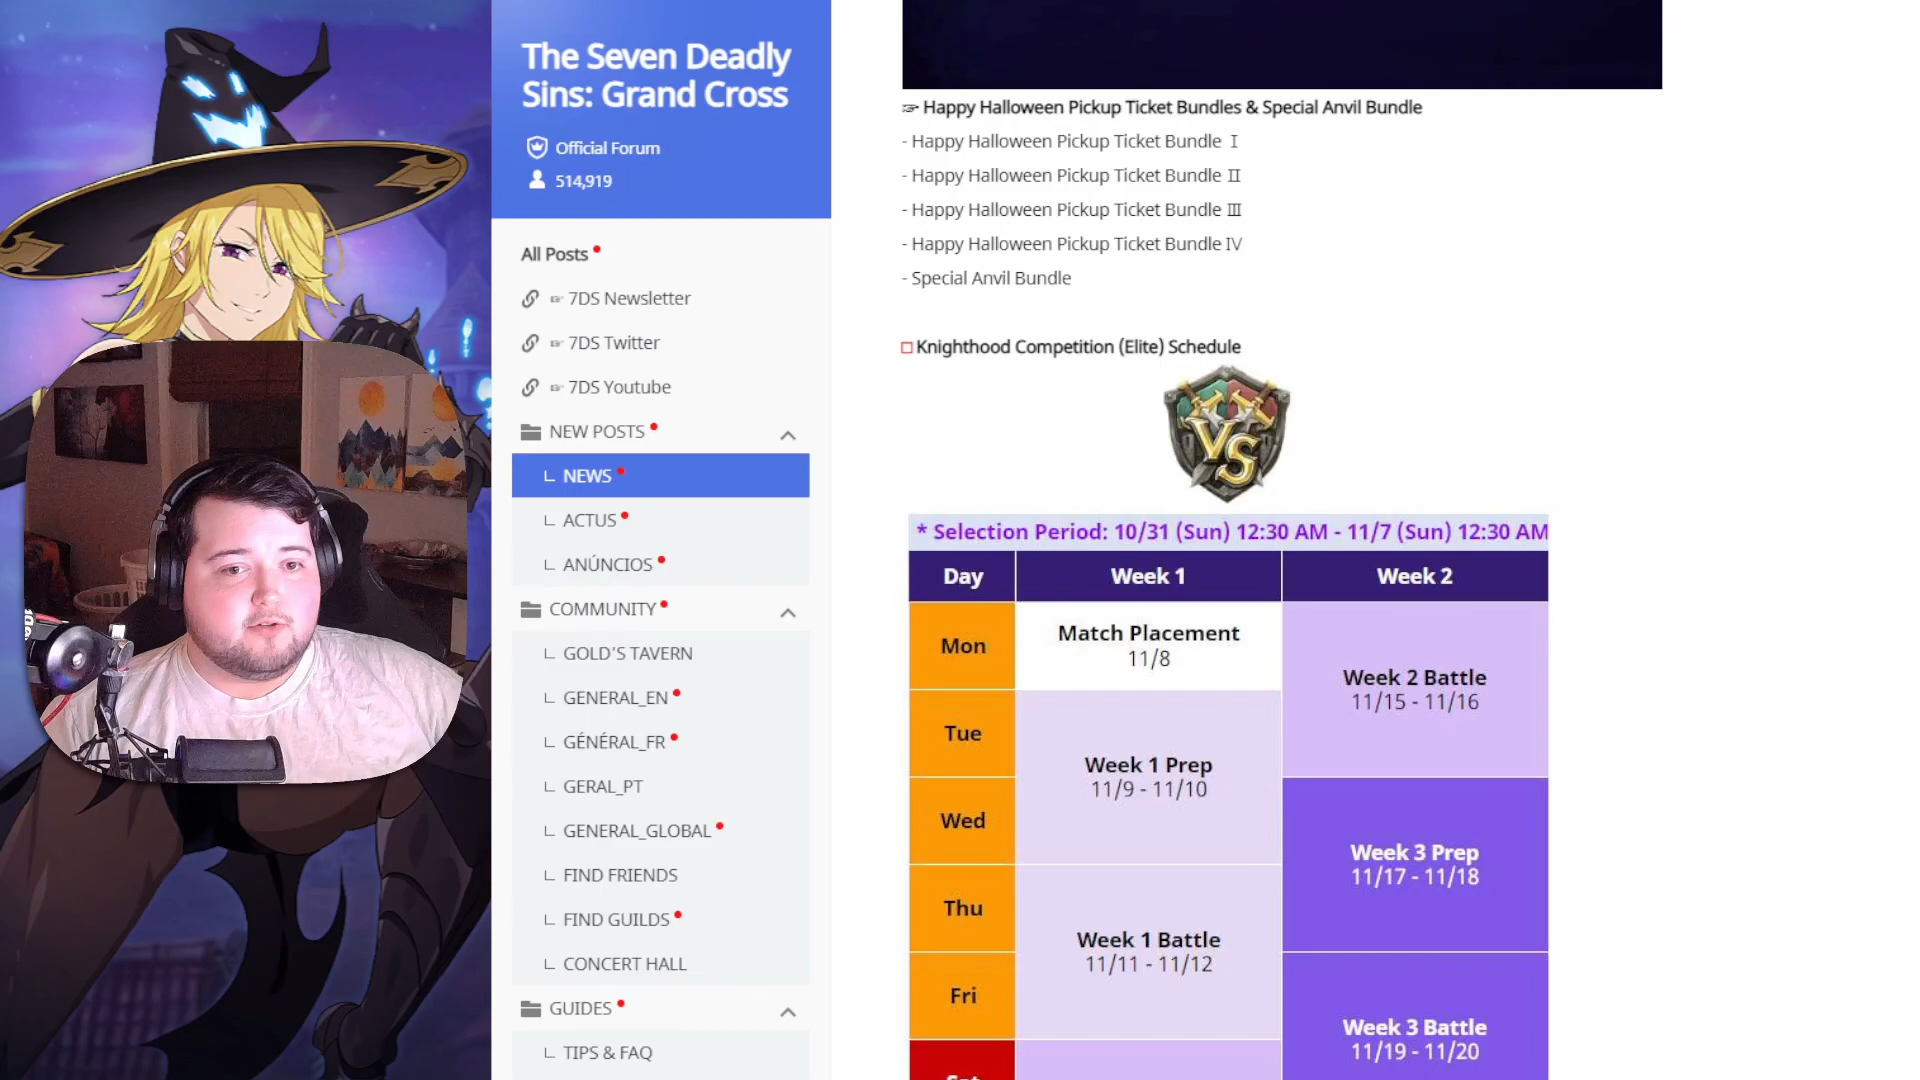 The Seven Deadly
Sins: Grand Cross
Official Forum
514,919
All Posts
☞ 7DS Newsletter
☞ 7DS Twitter
☞ 7DS Youtube
NEW POSTS
NEWS
ACTUS
ANÚNCIOS
COMMUNITY
GOLD'S TAVERN
GENERAL_EN
GÉNÉRAL_FR
GERAL_PT
GENERAL_GLOBAL
FIND FRIENDS
FIND GUILDS
CONCERT HALL
GUIDES
TIPS & FAQ
☞ Happy Halloween Pickup Ticket Bundles & Special Anvil Bundle
- Happy Halloween Pickup Ticket Bundle Ⅰ
- Happy Halloween Pickup Ticket Bundle Ⅱ
- Happy Halloween Pickup Ticket Bundle Ⅲ
- Happy Halloween Pickup Ticket Bundle IV
- Special Anvil Bundle
□ Knighthood Competition (Elite) Schedule
VS
* Selection Period: 10/31 (Sun) 12:30 AM - 11/7 (Sun) 12:30 AM
Day Week 1 Week 2
Mon
Match Placement
11/8
Week 2 Battle
11/15 - 11/16
Tue
Week 1 Prep
11/9 - 11/10
Wed
Week 3 Prep
11/17 - 11/18
Thu
Week 1 Battle
11/11 - 11/12
Fri
Week 3 Battle
11/19 - 11/20
Sat